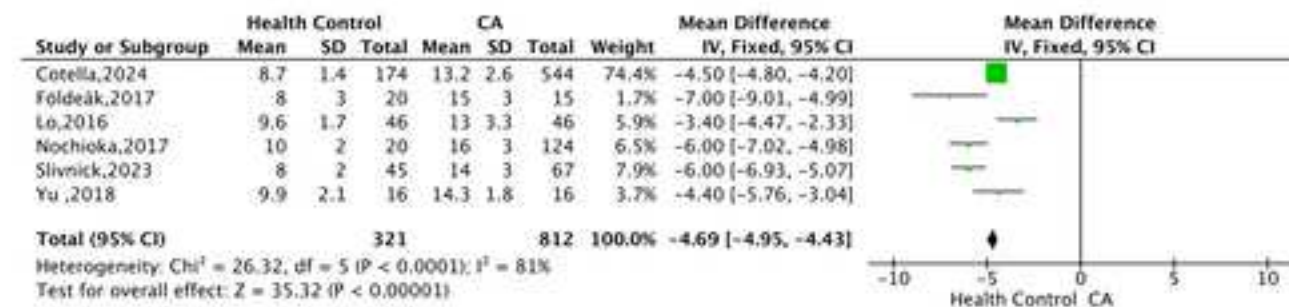 Health Control CA Mean Difference Mean Difference
Study or Subgroup Mean SD Total Mean SD Total Weight IV, Fixed, 95% CI IV, Fixed, 95% CI
Cotella,2024 8.7 1.4 174 13.2 2.6 544 74.4% −4.50 [−4.80, −4.20]
Földeák,2017 8 3 20 15 3 15 1.7% −7.00 [−9.01, −4.99]
Lo,2016 9.6 1.7 46 13 3.3 46 5.9% −3.40 [−4.47, −2.33]
Nochioka,2017 10 2 20 16 3 124 6.5% −6.00 [−7.02, −4.98]
Slivnick,2023 8 2 45 14 3 67 7.9% −6.00 [−6.93, −5.07]
Yu ,2018 9.9 2.1 16 14.3 1.8 16 3.7% −4.40 [−5.76, −3.04]
Total (95% CI) 321 812 100.0% −4.69 [−4.95, −4.43]
Heterogeneity: Chi² = 26.32, df = 5 (P < 0.0001); I² = 81%
Test for overall effect: Z = 35.32 (P < 0.00001)
−10 −5 0 5 10
Health Control CA